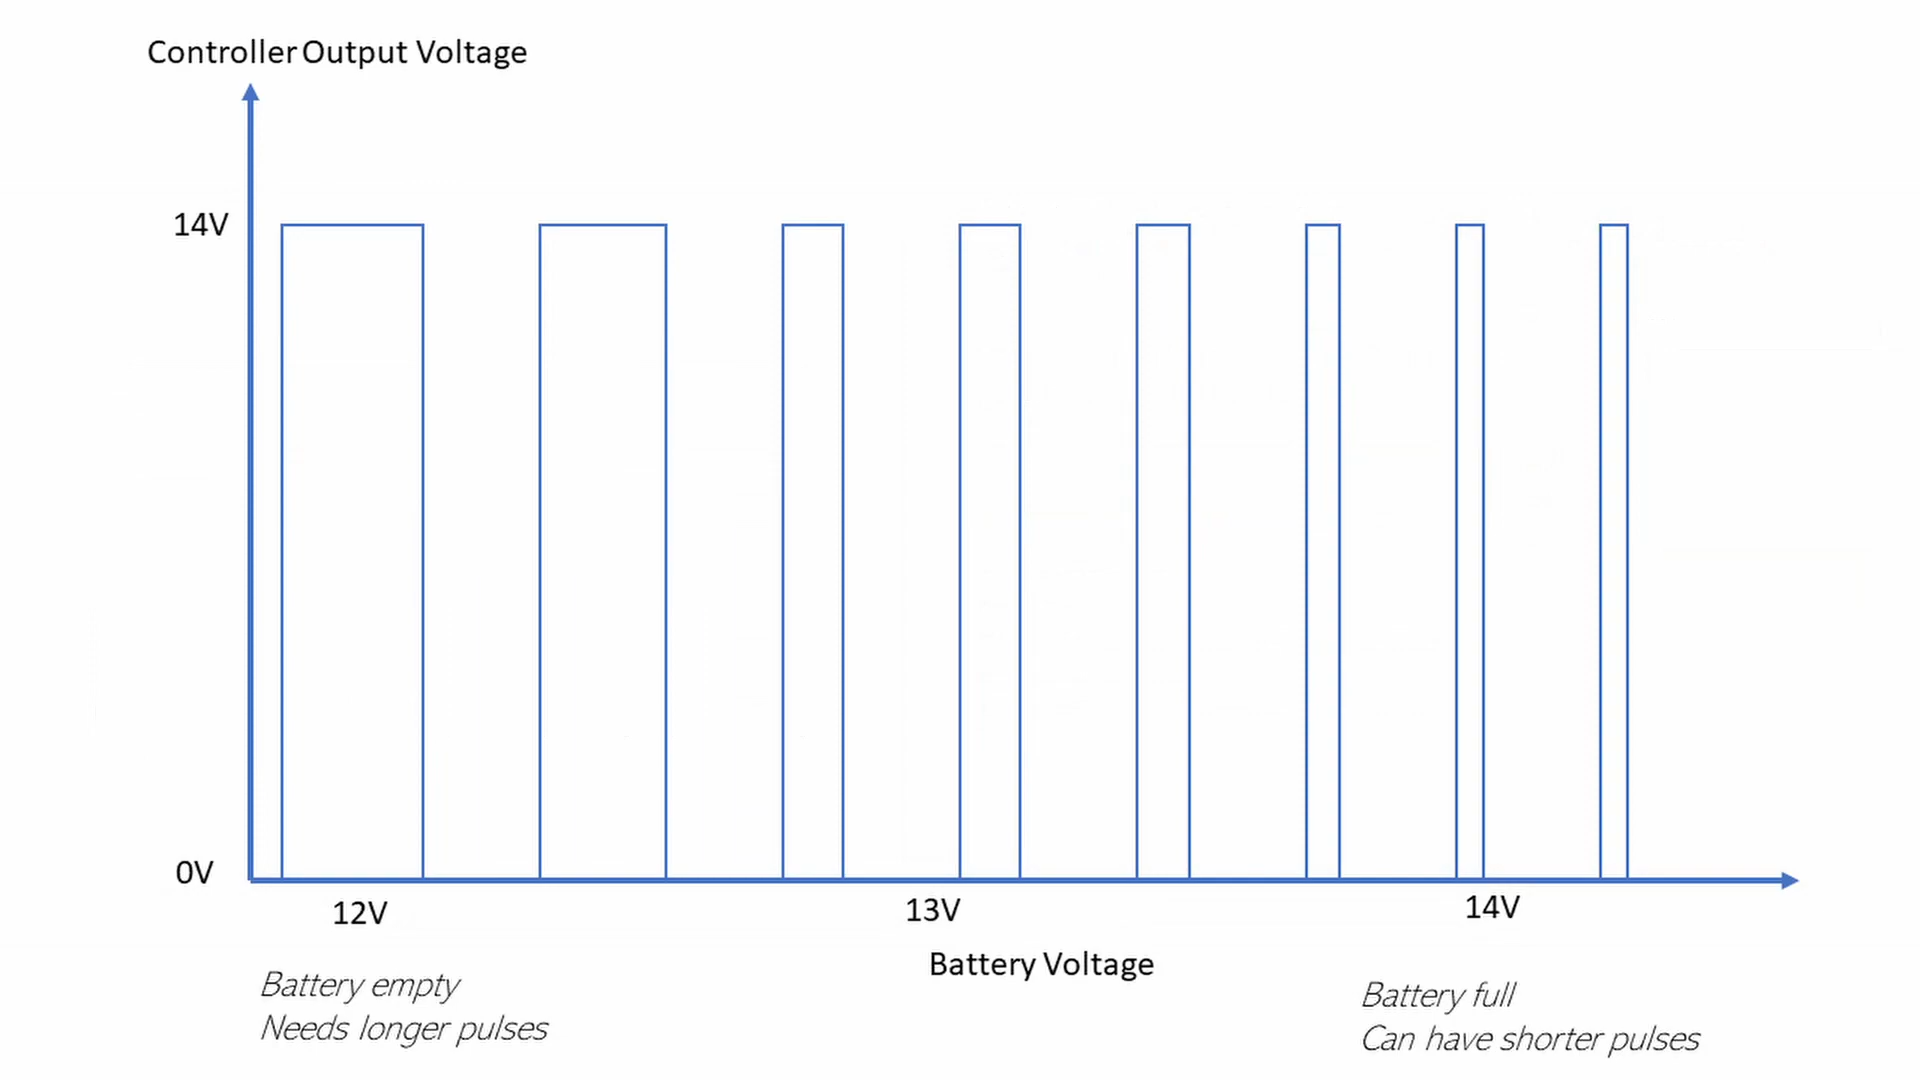 Controller Output Voltage
14V
0V
12V
13V
14V
Battery Voltage
Battery empty
Needs longer pulses
Battery full
Can have shorter pulses